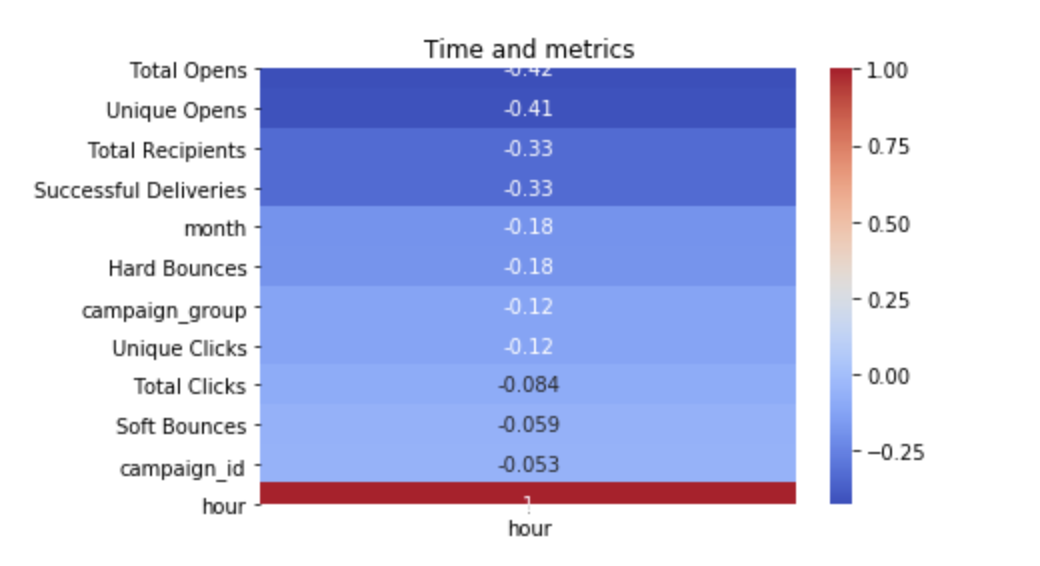 Time and metrics
Total Opens -0.42
Unique Opens -0.41
Total Recipients -0.33
Successful Deliveries -0.33
month -0.18
Hard Bounces -0.18
campaign_group -0.12
Unique Clicks -0.12
Total Clicks -0.084
Soft Bounces -0.059
campaign_id -0.053
hour 1
hour
1.00
0.75
0.50
0.25
0.00
−0.25